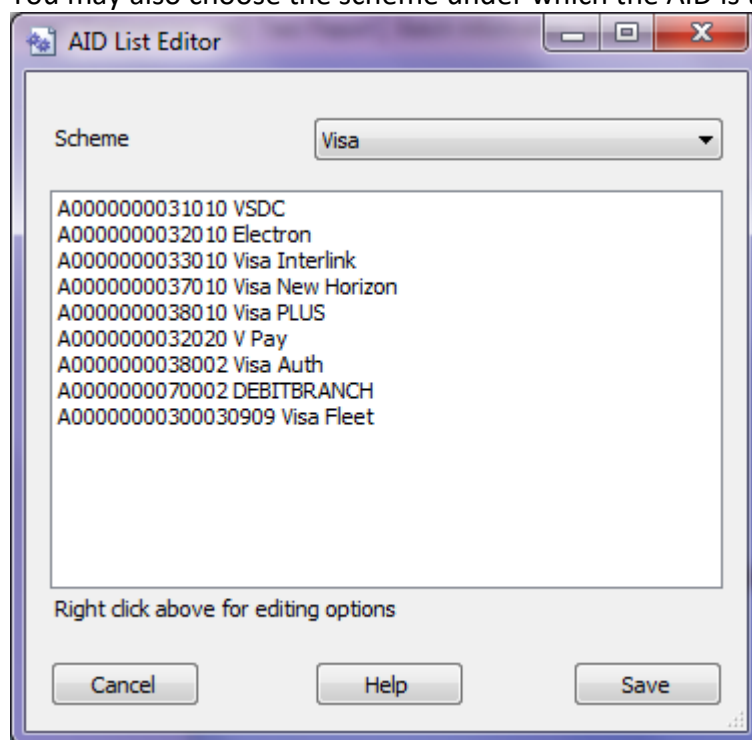 You may also choose the scheme under which the AID is
AID List Editor
Scheme
Visa
A0000000031010 VSDC
A0000000032010 Electron
A0000000033010 Visa Interlink
A0000000037010 Visa New Horizon
A0000000038010 Visa PLUS
A0000000032020 V Pay
A0000000038002 Visa Auth
A0000000070002 DEBITBRANCH
A00000000300030909 Visa Fleet
Right click above for editing options
Cancel
Help
Save